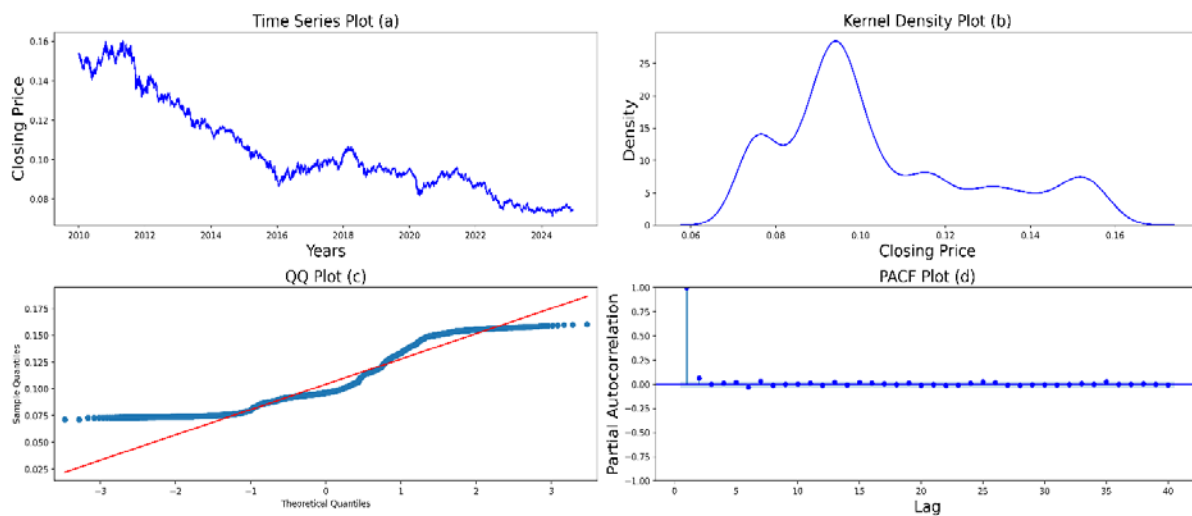 Time Series Plot (a)
Closing Price
0.16
0.14
0.12
0.10
0.08
2010 2012 2014 2016 2018 2020 2022 2024
Years
Kernel Density Plot (b)
Density
25
20
15
10
5
0
0.06 0.08 0.10 0.12 0.14 0.16
Closing Price
QQ Plot (c)
Sample Quantiles
0.175
0.150
0.125
0.100
0.075
0.050
0.025
−3 −2 −1 0 1 2 3
Theoretical Quantiles
PACF Plot (d)
Partial Autocorrelation
1.00
0.75
0.50
0.25
0.00
−0.25
−0.50
−0.75
−1.00
0 5 10 15 20 25 30 35 40
Lag